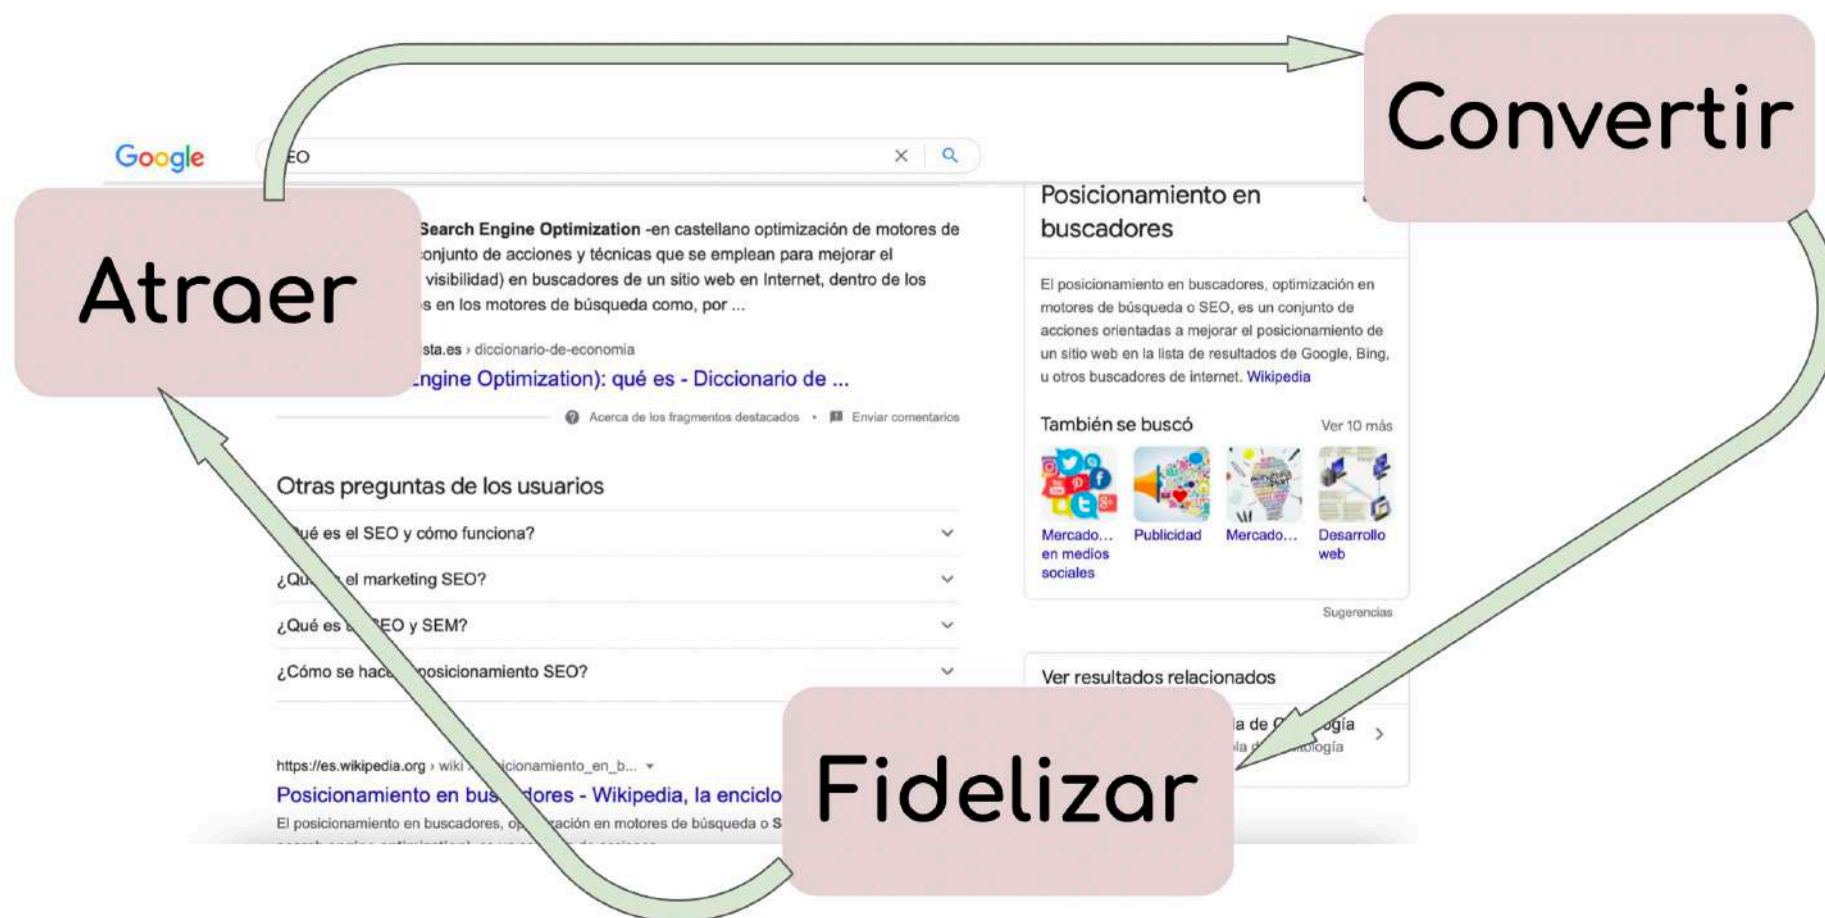 Convertir
Google
EO
Atraer
Search Engine Optimization -en castellano optimización de motores de
conjunto de acciones y técnicas que se emplean para mejorar el
visibilidad) en buscadores de un sitio web en Internet, dentro de los
s en los motores de búsqueda como, por ...
sta.es › diccionario-de-economia
ngine Optimization): qué es - Diccionario de ...
Acerca de los fragmentos destacados • Enviar comentarios
Otras preguntas de los usuarios
ué es el SEO y cómo funciona?
¿Qu el marketing SEO?
¿Qué es EO y SEM?
¿Cómo se hace posicionamiento SEO?
https://es.wikipedia.org › wiki icionamiento_en_b...
Posicionamiento en bus dores - Wikipedia, la enciclo
El posicionamiento en buscadores, op zación en motores de búsqueda o S
Posicionamiento en
buscadores
El posicionamiento en buscadores, optimización en
motores de búsqueda o SEO, es un conjunto de
acciones orientadas a mejorar el posicionamiento de
un sitio web en la lista de resultados de Google, Bing,
u otros buscadores de internet. Wikipedia
También se buscó
Ver 10 más
Mercado... en medios sociales
Publicidad
Mercado...
Desarrollo web
Sugerencias
Ver resultados relacionados
Fidelizar